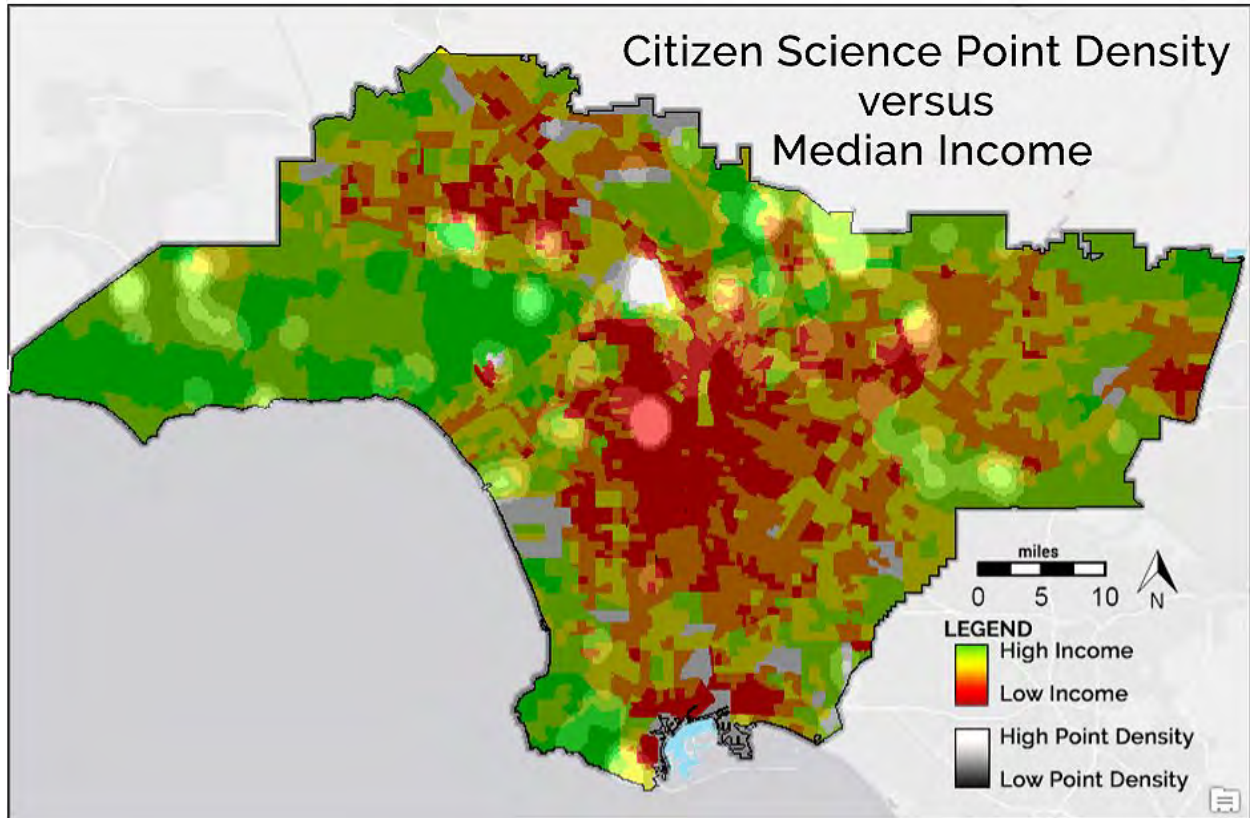 Citizen Science Point Density
versus
Median Income
miles
0 5 10
N
LEGEND
High Income
Low Income
High Point Density
Low Point Density